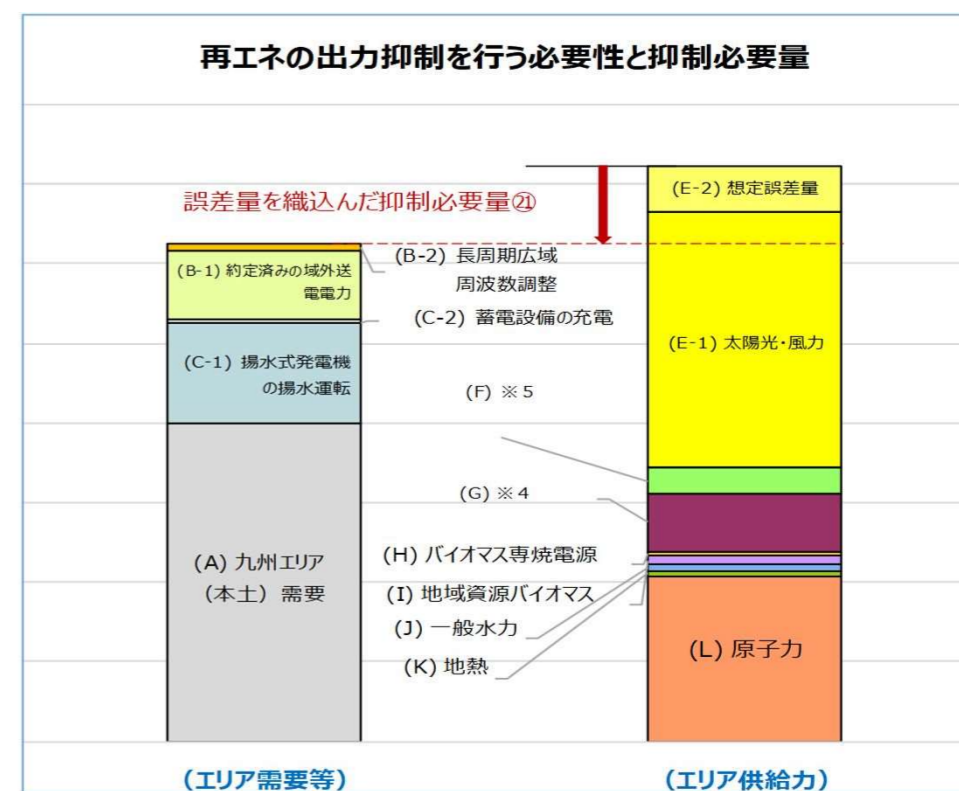 再エネの出力抑制を行う必要性と抑制必要量
誤差量を織込んだ抑制必要量㉑
(B-1) 約定済みの域外送
電電力
(C-1) 揚水式発電機
の揚水運転
(A) 九州エリア
（本土）需要
(B-2) 長周期広域
周波数調整
(C-2) 蓄電設備の充電
(F) ※５
(G) ※４
(H) バイオマス専焼電源
(I) 地域資源バイオマス
(J) 一般水力
(K) 地熱
(E-2) 想定誤差量
(E-1) 太陽光・風力
(L) 原子力
（エリア需要等）
（エリア供給力）